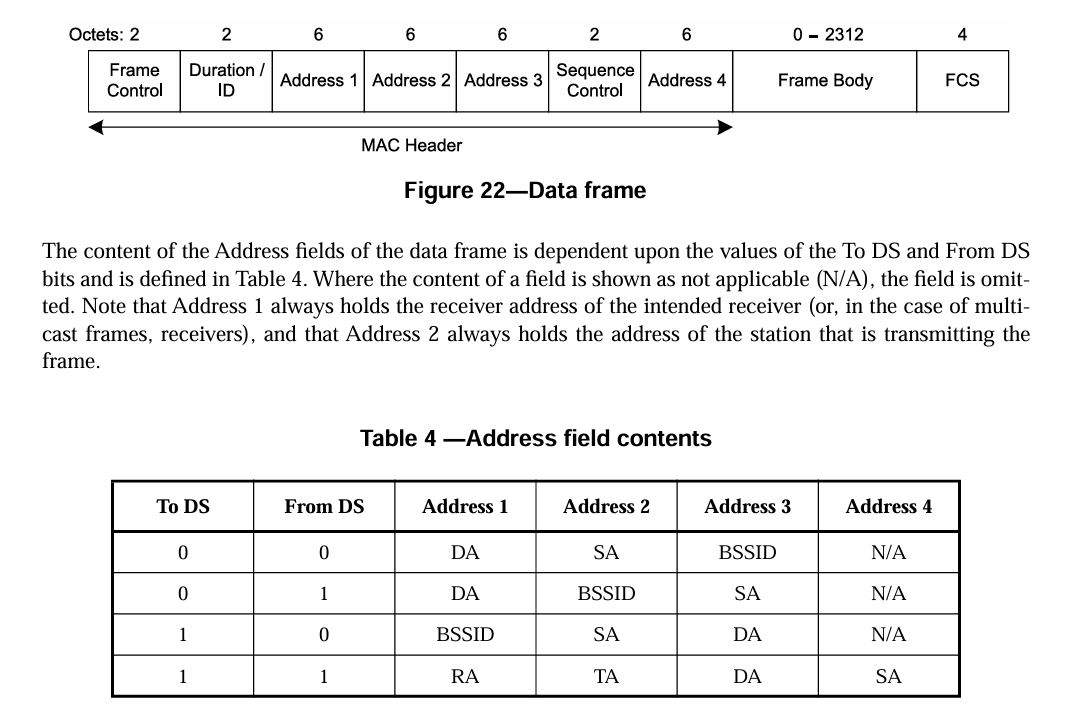 Octets: 2 2 6 6 6 2 6 0 – 2312 4
Frame Control Duration / ID Address 1 Address 2 Address 3 Sequence Control Address 4 Frame Body FCS
MAC Header
Figure 22—Data frame
The content of the Address fields of the data frame is dependent upon the values of the To DS and From DS
bits and is defined in Table 4. Where the content of a field is shown as not applicable (N/A), the field is omit-
ted. Note that Address 1 always holds the receiver address of the intended receiver (or, in the case of multi-
cast frames, receivers), and that Address 2 always holds the address of the station that is transmitting the
frame.
Table 4 —Address field contents
To DS From DS Address 1 Address 2 Address 3 Address 4
0 0 DA SA BSSID N/A
0 1 DA BSSID SA N/A
1 0 BSSID SA DA N/A
1 1 RA TA DA SA